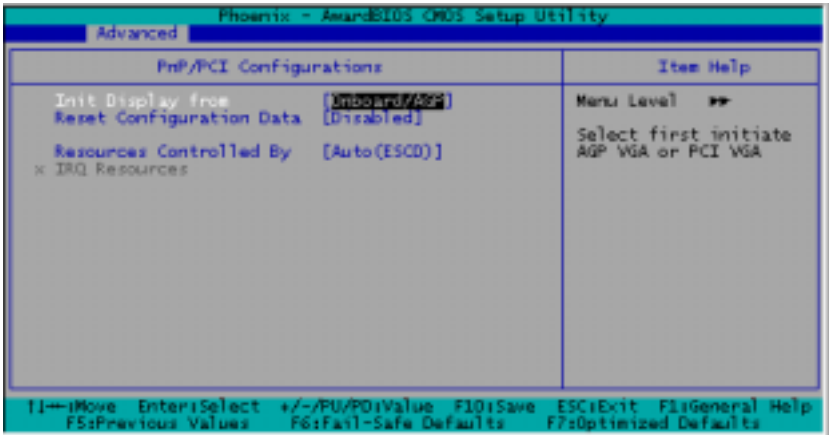 Phoenix - AwardBIOS CMOS Setup Utility
Advanced
PnP/PCI Configurations
Item Help
Init Display from [Onboard/AGP]
Reset Configuration Data [Disabled]
Resources Controlled By [Auto(ESCD)]
x IRQ Resources
Menu Level ▸▸
Select first initiate
AGP VGA or PCI VGA
↑↓→←:Move Enter:Select +/-/PU/PD:Value F10:Save ESC:Exit F1:General Help
F5:Previous Values F6:Fail-Safe Defaults F7:Optimized Defaults